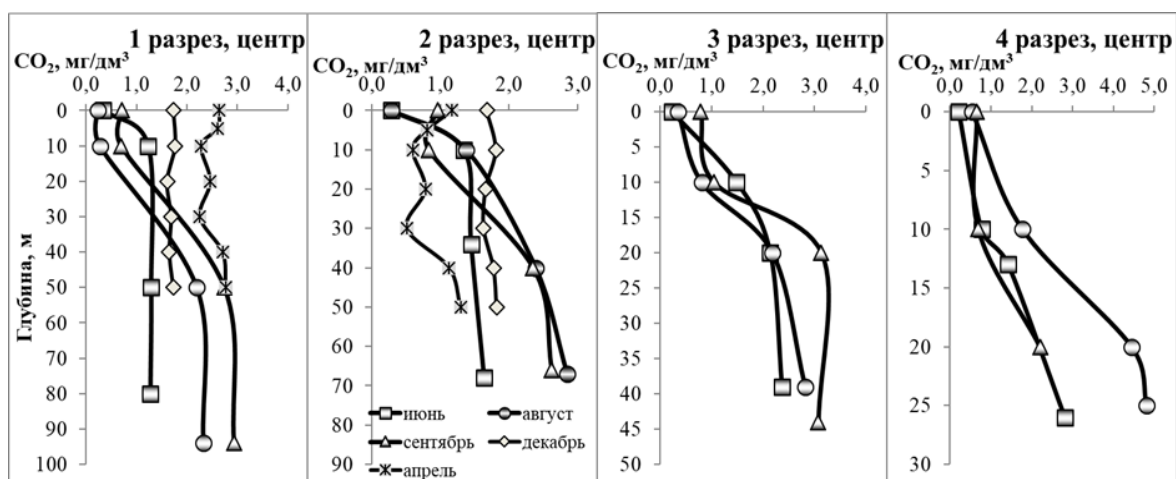 1 разрез, центр
CO₂, мг/дм³
0,0 1,0 2,0 3,0 4,0
0
10
20
30
40
50
60
70
80
90
100
Глубина, м
2 разрез, центр
CO₂, мг/дм³
0,0 1,0 2,0 3,0
0
10
20
30
40
50
60
70
80
90
июнь август
сентябрь декабрь
апрель
3 разрез, центр
CO₂, мг/дм³
0,0 1,0 2,0 3,0 4,0
0
5
10
15
20
25
30
35
40
45
50
4 разрез, центр
CO₂, мг/дм³
0,0 1,0 2,0 3,0 4,0 5,0
0
5
10
15
20
25
30